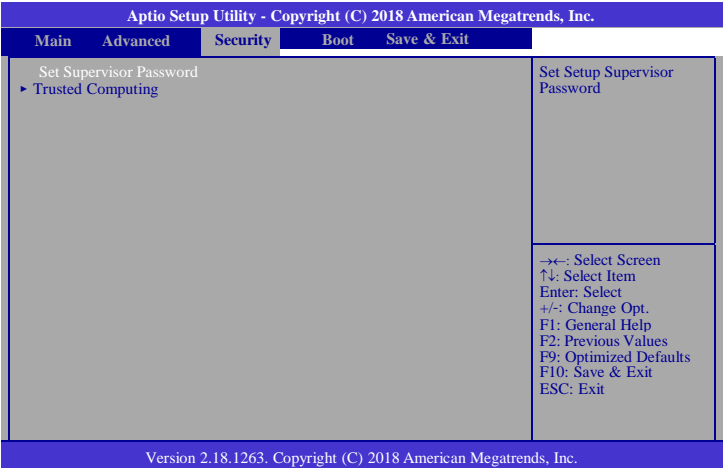 Aptio Setup Utility - Copyright (C) 2018 American Megatrends, Inc.
Main Advanced Security Boot Save & Exit
Set Supervisor Password
▸ Trusted Computing
Set Setup Supervisor
Password
→←: Select Screen
↑↓: Select Item
Enter: Select
+/-: Change Opt.
F1: General Help
F2: Previous Values
F9: Optimized Defaults
F10: Save & Exit
ESC: Exit
Version 2.18.1263. Copyright (C) 2018 American Megatrends, Inc.